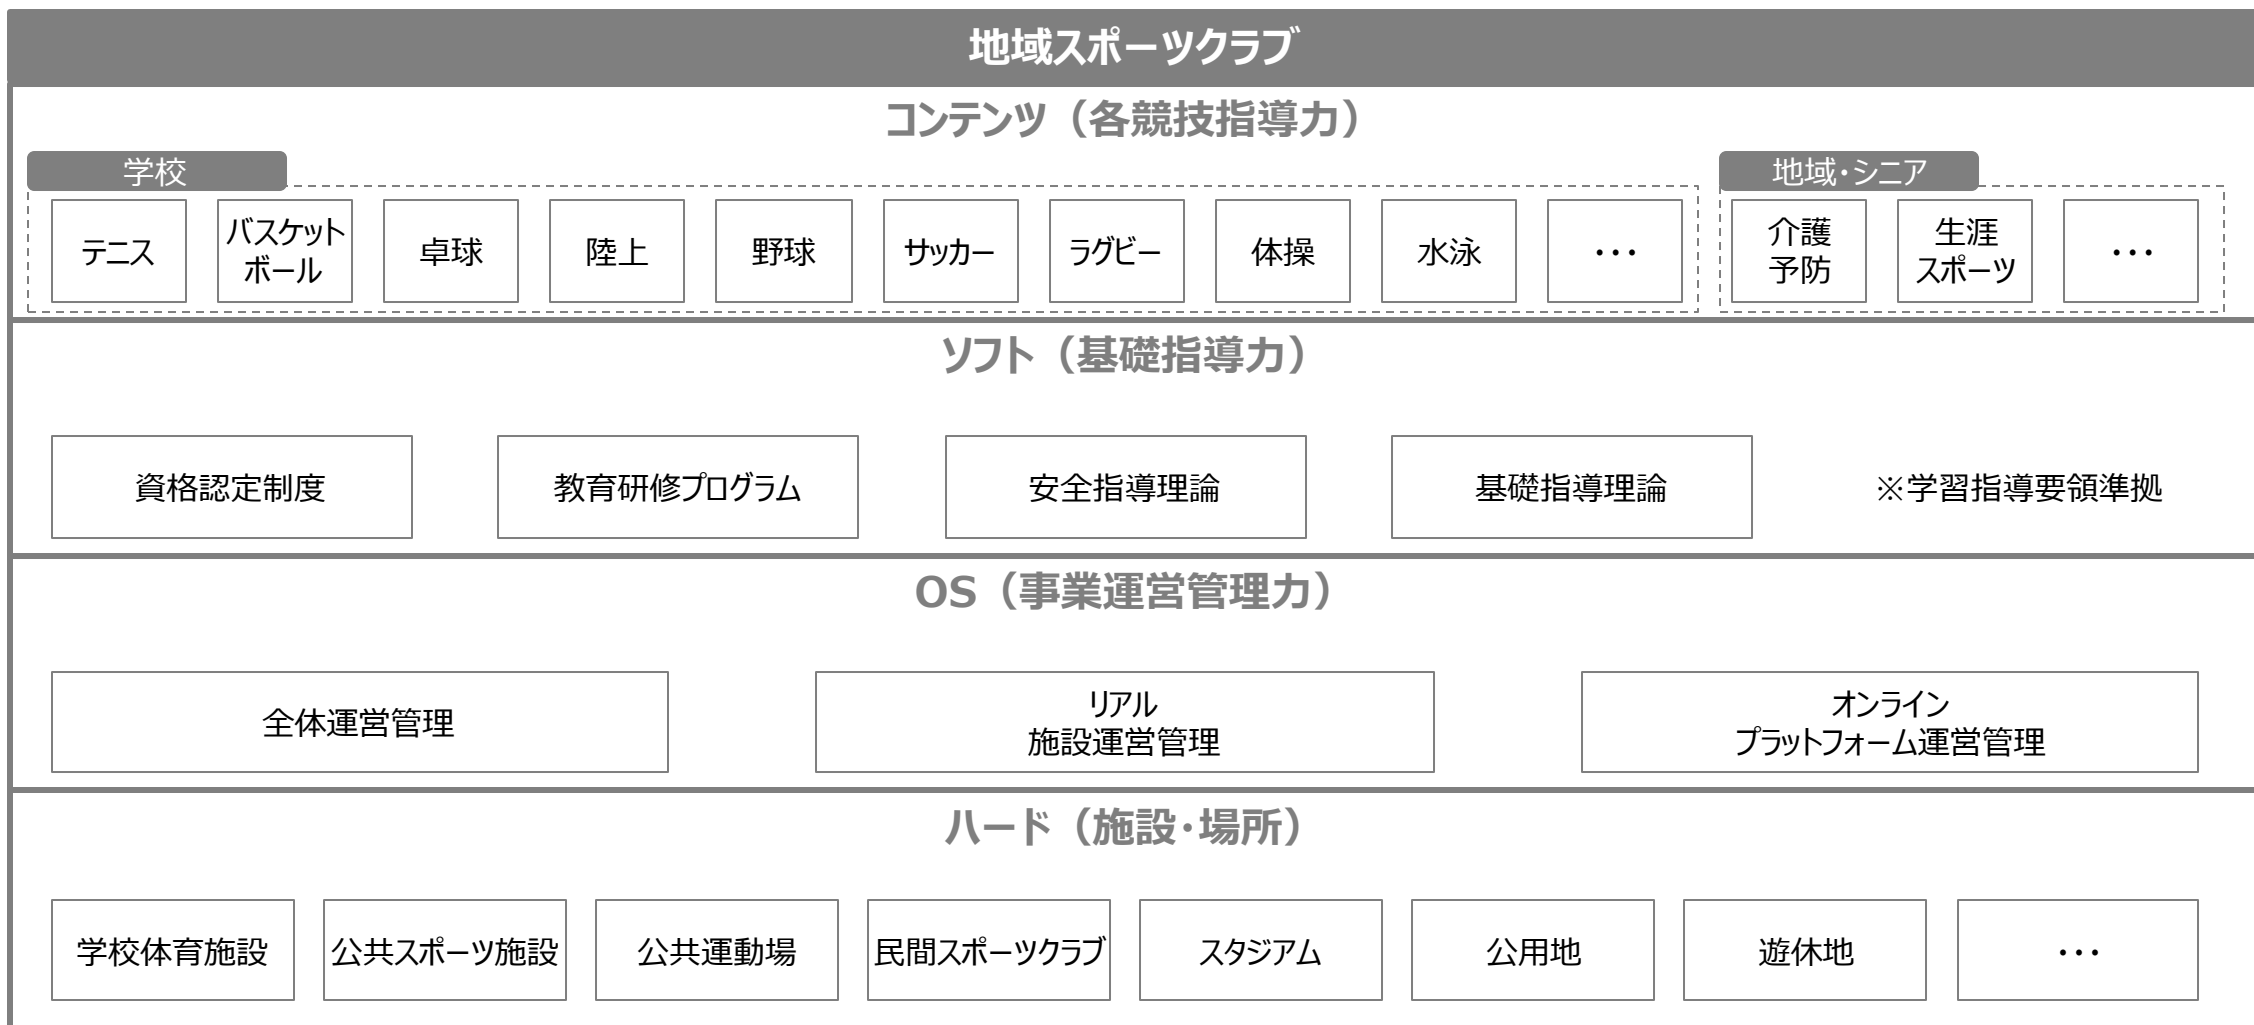 地域スポーツクラブ
コンテンツ（各競技指導力）
学校
地域・シニア
テニス
バスケット
ボール
卓球
陸上
野球
サッカー
ラグビー
体操
水泳
・・・
介護
予防
生涯
スポーツ
・・・
ソフト（基礎指導力）
資格認定制度
教育研修プログラム
安全指導理論
基礎指導理論
※学習指導要領準拠
OS（事業運営管理力）
全体運営管理
リアル
施設運営管理
オンライン
プラットフォーム運営管理
ハード（施設・場所）
学校体育施設
公共スポーツ施設
公共運動場
民間スポーツクラブ
スタジアム
公用地
遊休地
・・・